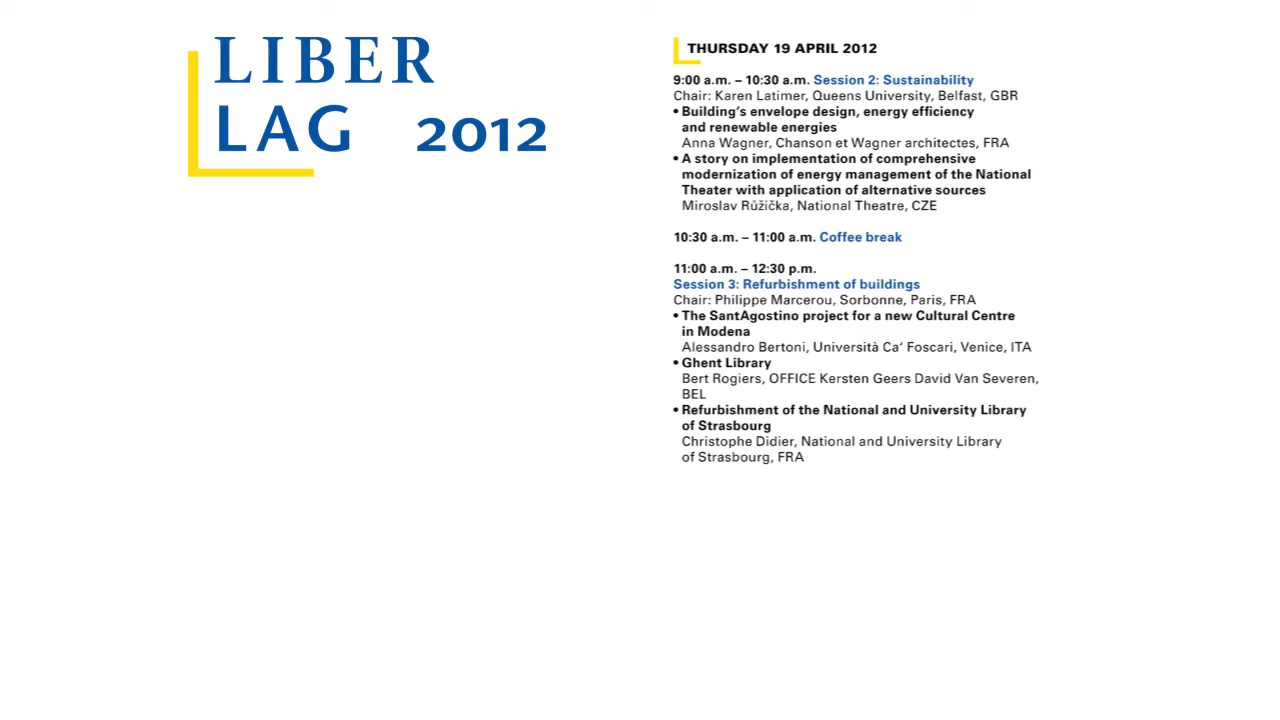 LIBER
LAG 2012
THURSDAY 19 APRIL 2012
9:00 a.m. – 10:30 a.m. Session 2: Sustainability
Chair: Karen Latimer, Queens University, Belfast, GBR
• Building's envelope design, energy efficiency
and renewable energies
Anna Wagner, Chanson et Wagner architectes, FRA
• A story on implementation of comprehensive
modernization of energy management of the National
Theater with application of alternative sources
Miroslav Růžička, National Theatre, CZE
10:30 a.m. – 11:00 a.m. Coffee break
11:00 a.m. – 12:30 p.m.
Session 3: Refurbishment of buildings
Chair: Philippe Marcerou, Sorbonne, Paris, FRA
• The SantAgostino project for a new Cultural Centre
in Modena
Alessandro Bertoni, Università Ca‘ Foscari, Venice, ITA
• Ghent Library
Bert Rogiers, OFFICE Kersten Geers David Van Severen,
BEL
• Refurbishment of the National and University Library
of Strasbourg
Christophe Didier, National and University Library
of Strasbourg, FRA